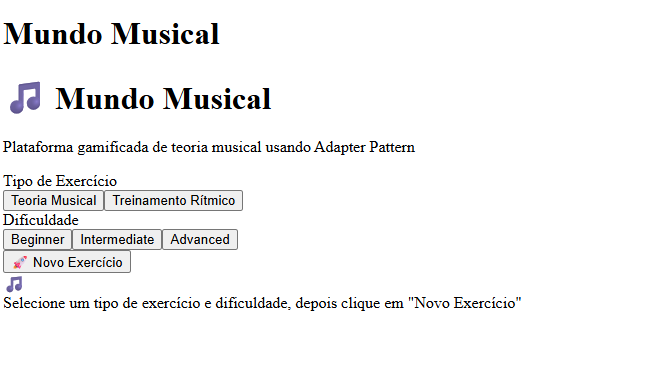 Mundo Musical
🎵 Mundo Musical
Plataforma gamificada de teoria musical usando Adapter Pattern
Tipo de Exercício
Teoria Musical Treinamento Rítmico
Dificuldade
Beginner Intermediate Advanced
🚀 Novo Exercício
🎵
Selecione um tipo de exercício e dificuldade, depois clique em "Novo Exercício"